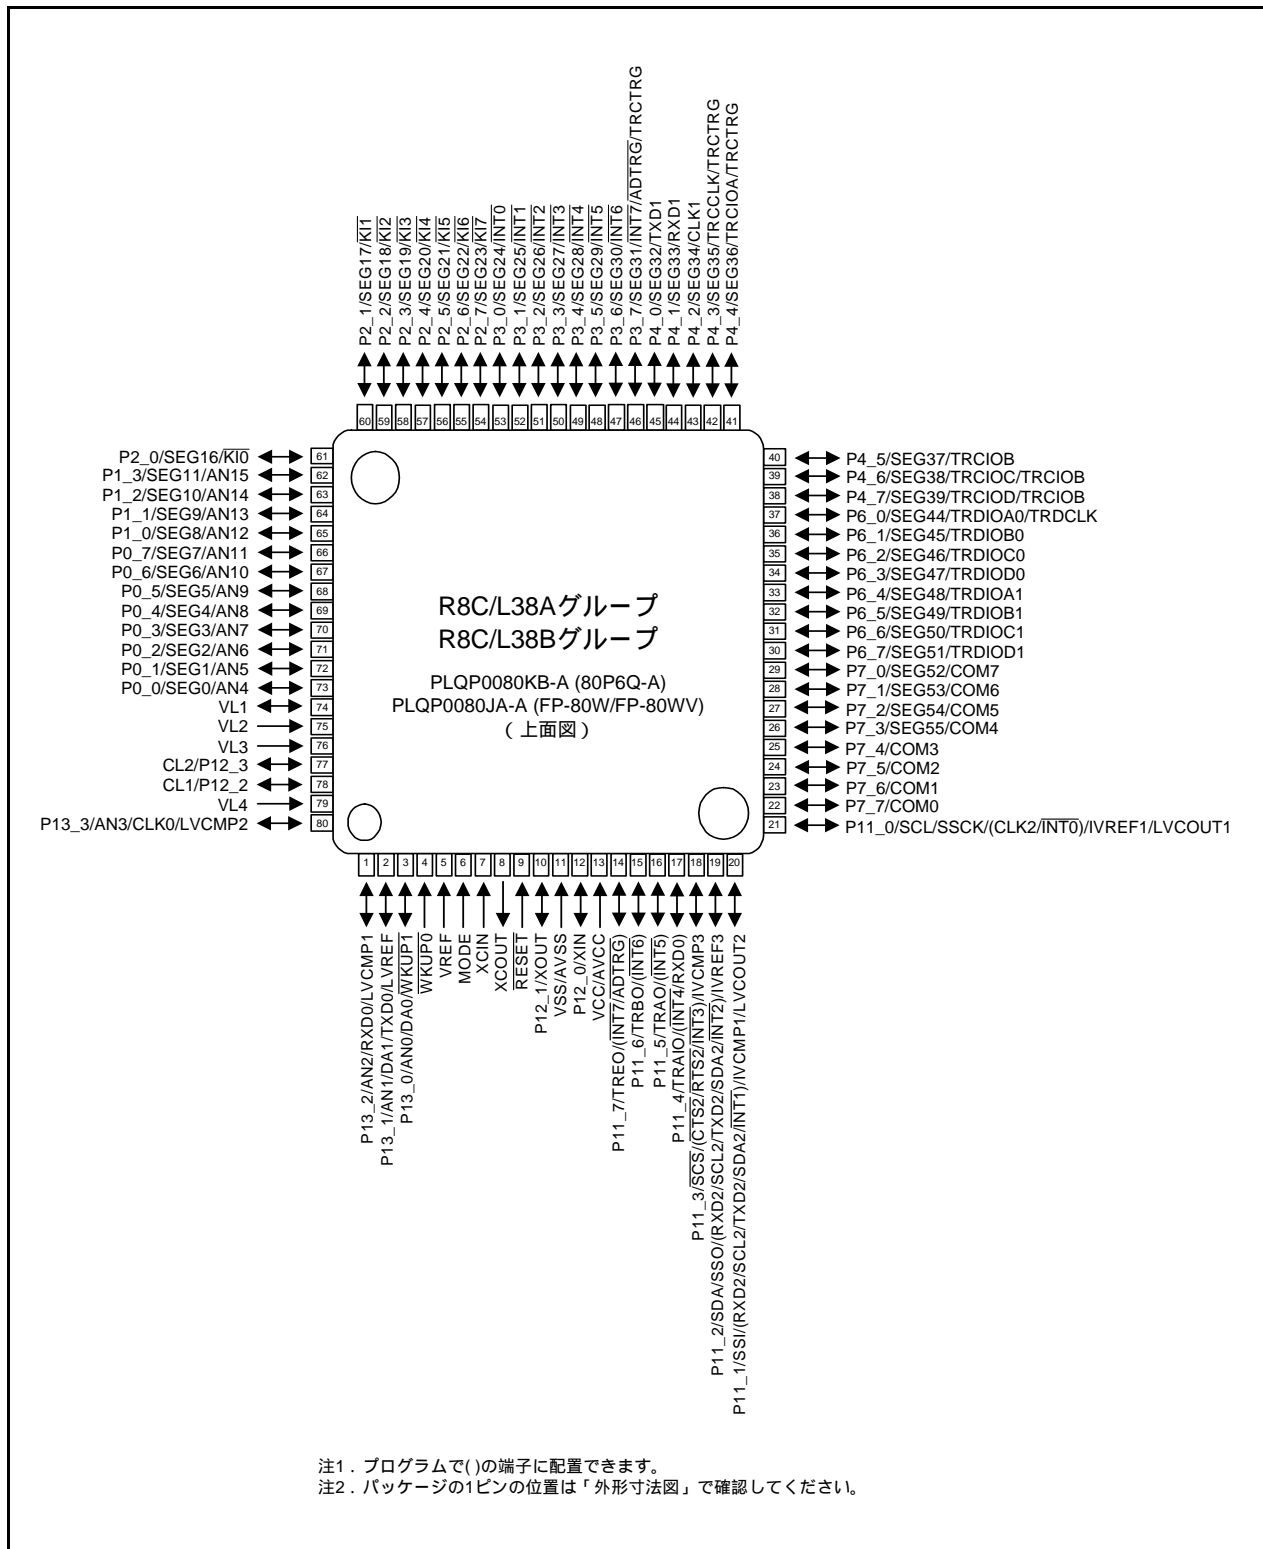 P2_1/SEG17/KI1
P2_2/SEG18/KI2
P2_3/SEG19/KI3
P2_4/SEG20/KI4
P2_5/SEG21/KI5
P2_6/SEG22/KI6
P2_7/SEG23/KI7
P3_0/SEG24/INT0
P3_1/SEG25/INT1
P3_2/SEG26/INT2
P3_3/SEG27/INT3
P3_4/SEG28/INT4
P3_5/SEG29/INT5
P3_6/SEG30/INT6
P3_7/SEG31/INT7/ADTRG/TRCTRG
P4_0/SEG32/TXD1
P4_1/SEG33/RXD1
P4_2/SEG34/CLK1
P4_3/SEG35/TRCCLK/TRCTRG
P4_4/SEG36/TRCIOA/TRCTRG
60 59 58 57 56 55 54 53 52 51 50 49 48 47 46 45 44 43 42 41
P2_0/SEG16/KI0 61
P1_3/SEG11/AN15 62
P1_2/SEG10/AN14 63
P1_1/SEG9/AN13 64
P1_0/SEG8/AN12 65
P0_7/SEG7/AN11 66
P0_6/SEG6/AN10 67
P0_5/SEG5/AN9 68
P0_4/SEG4/AN8 69
P0_3/SEG3/AN7 70
P0_2/SEG2/AN6 71
P0_1/SEG1/AN5 72
P0_0/SEG0/AN4 73
VL1 74
VL2 75
VL3 76
CL2/P12_3 77
CL1/P12_2 78
VL4 79
P13_3/AN3/CLK0/LVCMP2 80
R8C/L38Aグループ
R8C/L38Bグループ
PLQP0080KB-A (80P6Q-A)
PLQP0080JA-A (FP-80W/FP-80WV)
（上面図）
40 P4_5/SEG37/TRCIOB
39 P4_6/SEG38/TRCIOC/TRCIOB
38 P4_7/SEG39/TRCIOD/TRCIOB
37 P6_0/SEG44/TRDIOA0/TRDCLK
36 P6_1/SEG45/TRDIOB0
35 P6_2/SEG46/TRDIOC0
34 P6_3/SEG47/TRDIOD0
33 P6_4/SEG48/TRDIOA1
32 P6_5/SEG49/TRDIOB1
31 P6_6/SEG50/TRDIOC1
30 P6_7/SEG51/TRDIOD1
29 P7_0/SEG52/COM7
28 P7_1/SEG53/COM6
27 P7_2/SEG54/COM5
26 P7_3/SEG55/COM4
25 P7_4/COM3
24 P7_5/COM2
23 P7_6/COM1
22 P7_7/COM0
21 P11_0/SCL/SSCK/(CLK2/INT0)/IVREF1/LVCOUT1
1 2 3 4 5 6 7 8 9 10 11 12 13 14 15 16 17 18 19 20
P13_2/AN2/RXD0/LVCMP1
P13_1/AN1/DA1/TXD0/LVREF
P13_0/AN0/DA0/WKUP1
WKUP0
VREF
MODE
XCIN
XCOUT
RESET
P12_1/XOUT
VSS/AVSS
P12_0/XIN
VCC/AVCC
P11_7/TREO/(INT7/ADTRG)
P11_6/TRBO/(INT6)
P11_5/TRAO/(INT5)
P11_4/TRAIO/(INT4/RXD0)
P11_3/SCS/(CTS2/RTS2/INT3)/IVCMP3
P11_2/SDA/SSO/(RXD2/SCL2/TXD2/SDA2/INT2)/IVREF3
P11_1/SSI/(RXD2/SCL2/TXD2/SDA2/INT1)/IVCMP1/LVCOUT2
注1．プログラムで( )の端子に配置できます。
注2．パッケージの1ピンの位置は「外形寸法図」で確認してください。